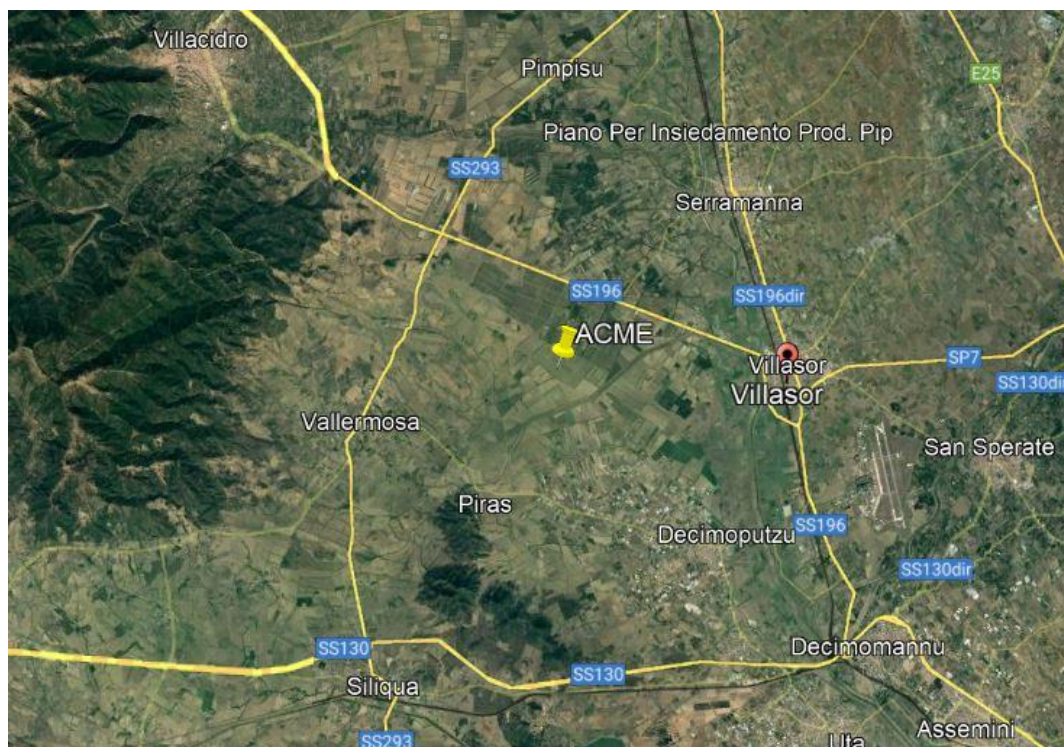 Villacidro
Pimpisu
E25
Piano Per Insiedamento Prod. Pip
SS293
Serramanna
SS196
SS196dir
ACME
Villasor
SP7
Villasor
SS130dir
Vallermosa
San Sperate
Piras
SS196
Decimoputzu
SS130dir
SS130
Decimomannu
SS130
Siliqua
Assemini
SS293
Uta